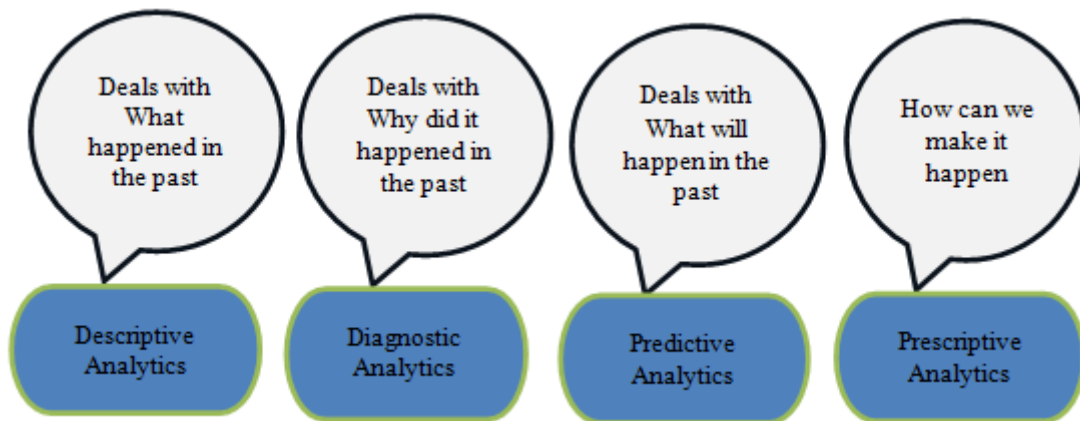 Deals with
What
happened in
the past
Deals with
Why did it
happened in
the past
Deals with
What will
happen in the
past
How can we
make it
happen
Descriptive
Analytics
Diagnostic
Analytics
Predictive
Analytics
Prescriptive
Analytics